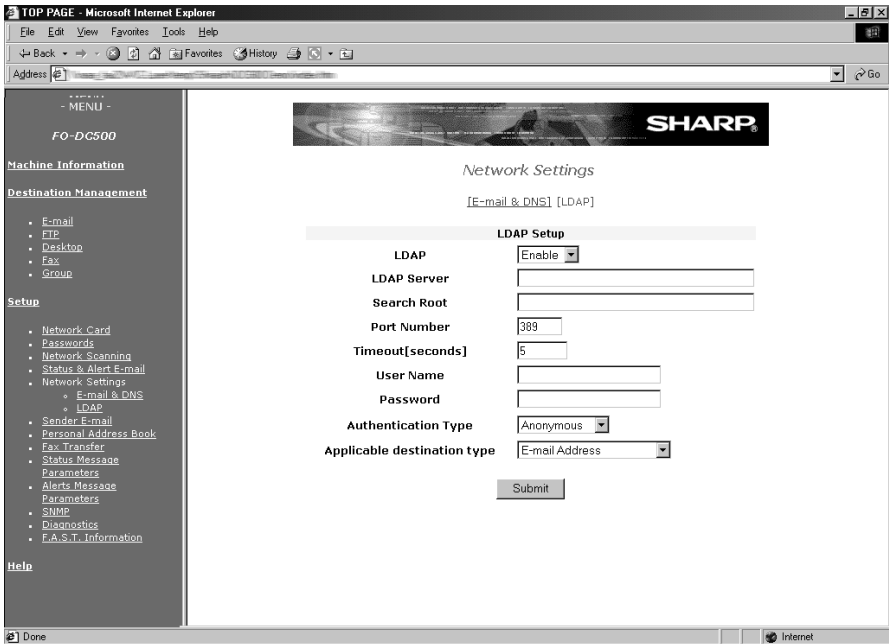 TOP PAGE - Microsoft Internet Explorer
File Edit View Favorites Tools Help
Back Favorites History
Address Go
- MENU -
FO-DC500
Machine Information
Destination Management
E-mail
FTP
Desktop
Fax
Group
Setup
Network Card
Passwords
Network Scanning
Status & Alert E-mail
Network Settings
E-mail & DNS
LDAP
Sender E-mail
Personal Address Book
Fax Transfer
Status Message
Parameters
Alerts Message
Parameters
SNMP
Diagnostics
F.A.S.T. Information
Help
SHARP®
Network Settings
[E-mail & DNS] [LDAP]
LDAP Setup
LDAP Enable
LDAP Server
Search Root
Port Number 389
Timeout[seconds] 5
User Name
Password
Authentication Type Anonymous
Applicable destination type E-mail Address
Submit
Done Internet